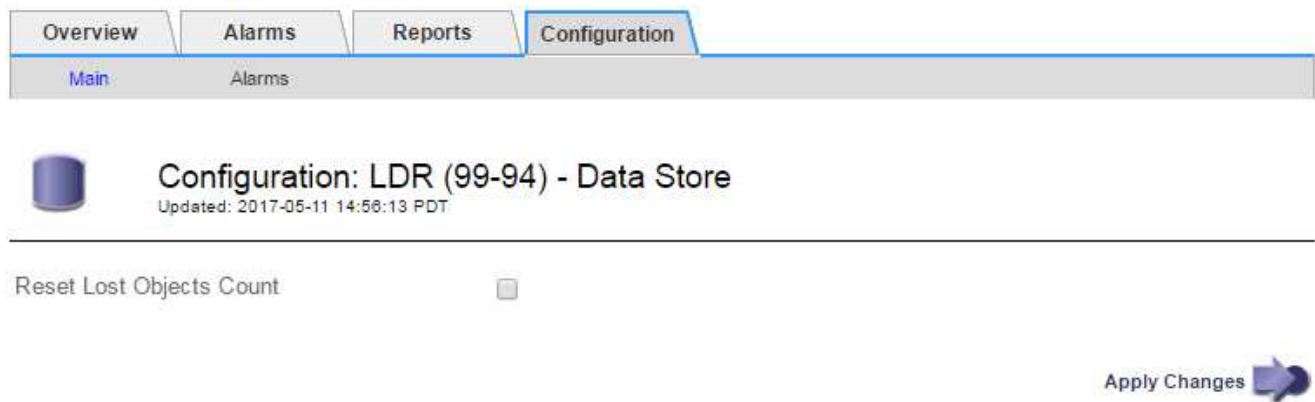 Overview Alarms Reports Configuration
Main Alarms
Configuration: LDR (99-94) - Data Store
Updated: 2017-05-11 14:56:13 PDT
Reset Lost Objects Count
Apply Changes